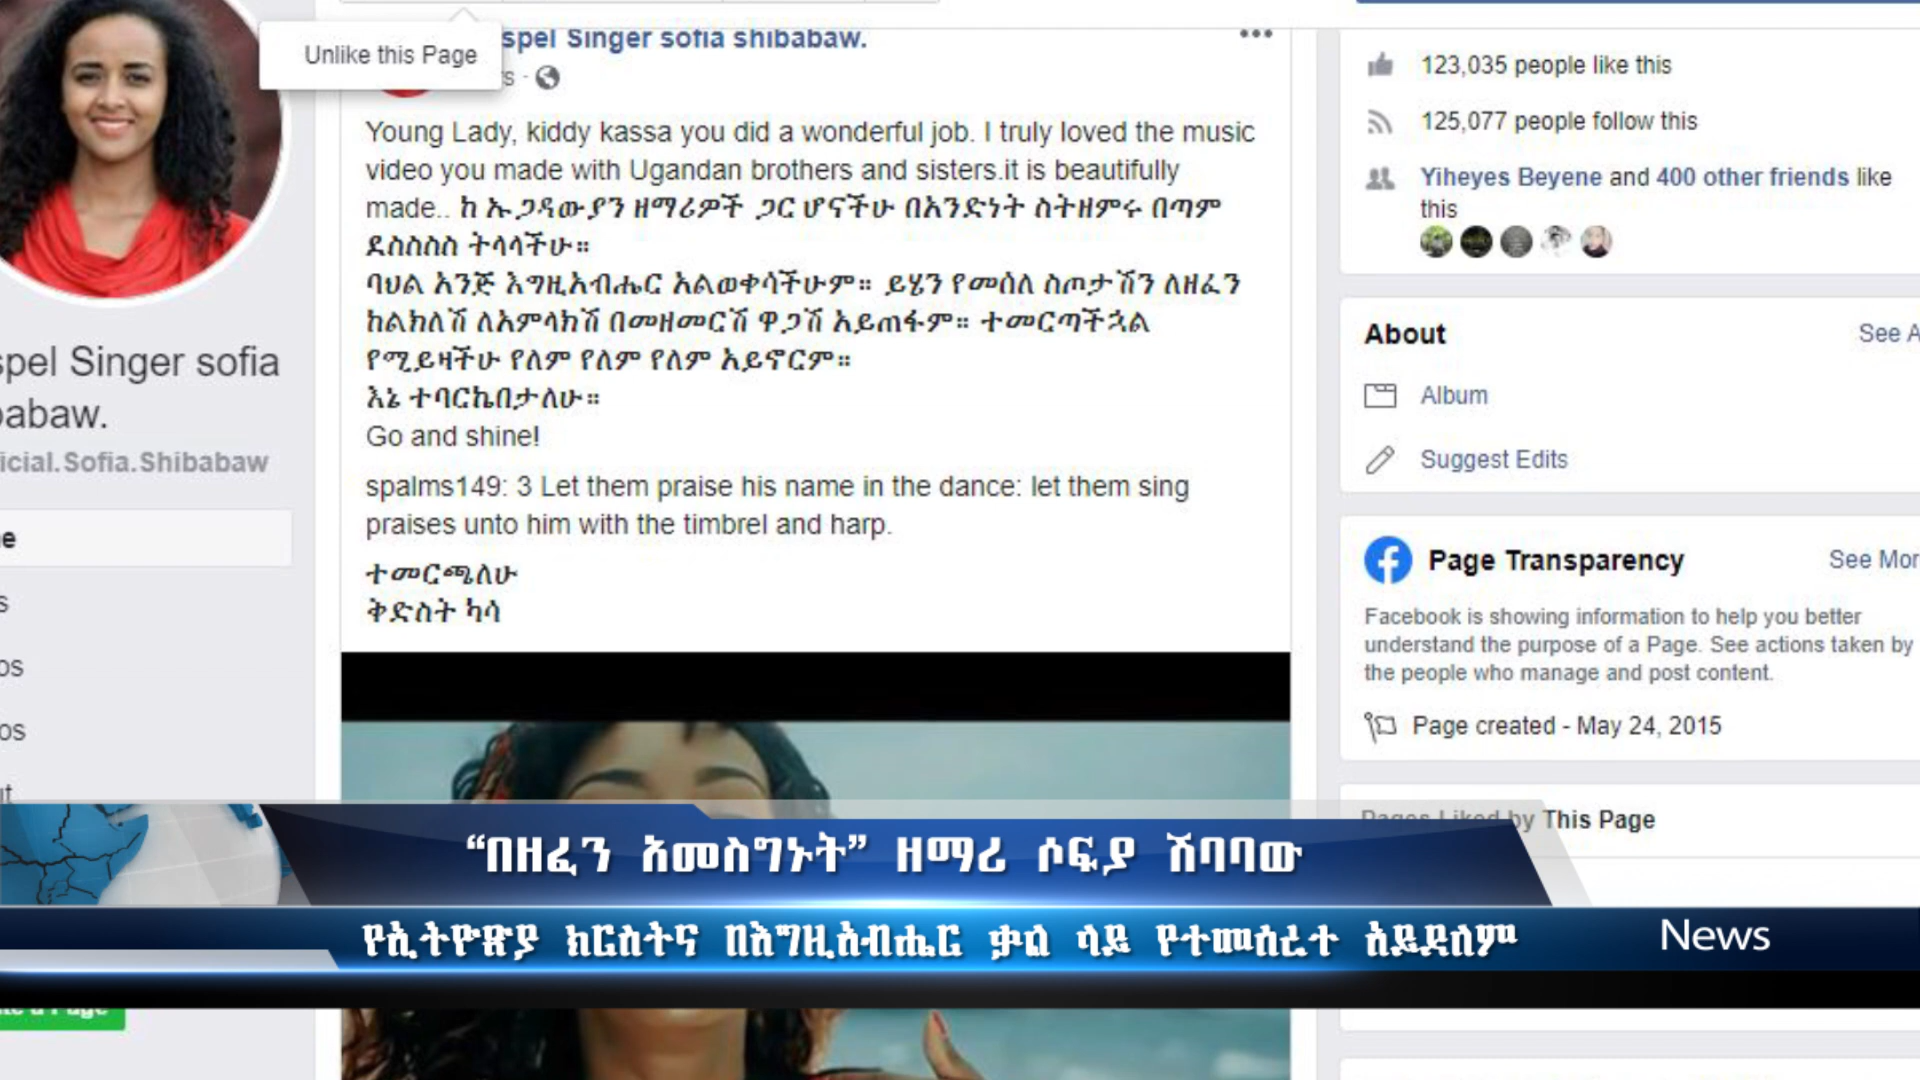 Unlike this Page
spel Singer sofia shibabaw.
Young Lady, kiddy kassa you did a wonderful job. I truly loved the music
video you made with Ugandan brothers and sisters.it is beautifully
made.. ከ ኡጋዳውያን ዘማሪዎች ጋር ሆናችሁ በአንድነት ስትዘምሩ በጣም
ደስስስስ ትላላችሁ።
ባህል አንጅ እግዚአብሔር አልወቀሳችሁም። ይሄን የመሰለ ስጦታሽን ለዘፈን
ከልክለሽ ለአምላክሽ በመዘመርሽ ዋጋሽ አይጠፋም። ተመርጣችኋል
የሚይዛችሁ የለም የለም የለም አይኖርም።
እኔ ተባርኬበታለሁ።
Go and shine!
spalms149: 3 Let them praise his name in the dance: let them sing
praises unto him with the timbrel and harp.
ተመርጫለሁ
ቅድስት ካሳ
spel Singer sofia
babaw.
icial.Sofia.Shibabaw
123,035 people like this
125,077 people follow this
Yiheyes Beyene and 400 other friends like
this
About
See A
Album
Suggest Edits
Page Transparency
See Mor
Facebook is showing information to help you better
understand the purpose of a Page. See actions taken by
the people who manage and post content.
Page created - May 24, 2015
Pages Liked by This Page
“በዘፈን አመስግኑት” ዘማሪ ሶፍያ ሽባባው
የኢትዮጵያ ክርስትና በእግዚአብሔር ቃል ላይ የተመሰረተ አይደለም
News